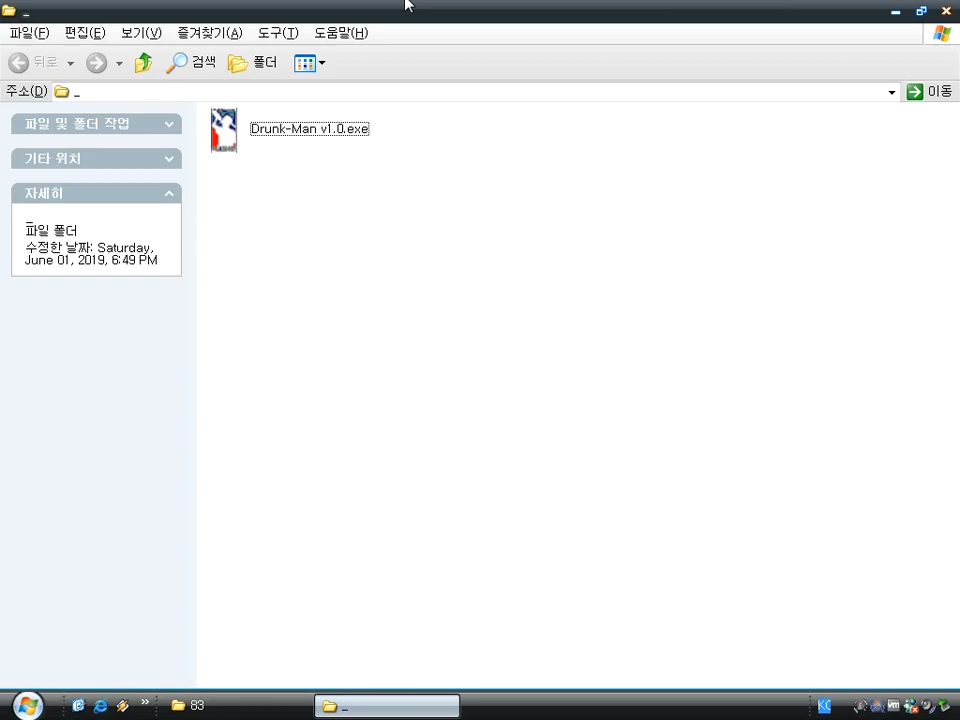 _
파일(F) 편집(E) 보기(V) 즐겨찾기(A) 도구(T) 도움말(H)
뒤로 검색 폴더
주소(D) _ 이동
파일 및 폴더 작업
기타 위치
자세히
_
파일 폴더
수정한 날짜: Saturday,
June 01, 2019, 6:49 PM
Drunk-Man v1.0.exe
» 83 _ KC vm